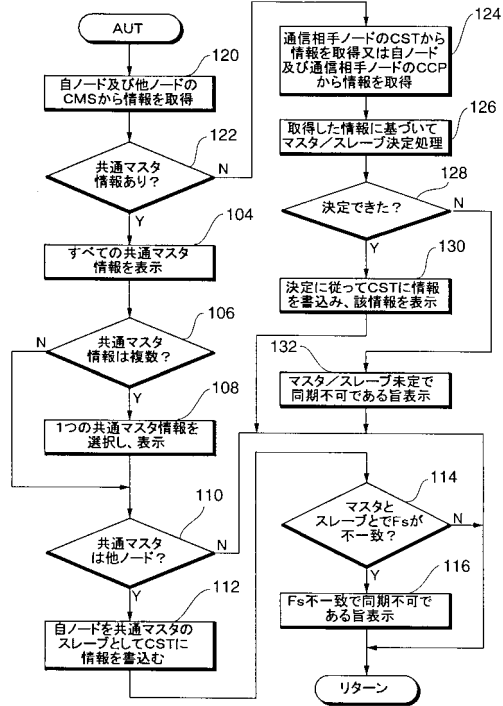 AUT
120
自ノード及び他ノードの
CMSから情報を取得
122
共通マスタ
情報あり?
N
Y
104
すべての共通マスタ
情報を表示
106
共通マスタ
情報は複数?
N
Y
108
1つの共通マスタ情報を
選択し、表示
110
共通マスタ
は他ノード?
N
Y
112
自ノードを共通マスタの
スレーブとしてCSTに
情報を書込む
124
通信相手ノードのCSTから
情報を取得又は自ノード
及び通信相手ノードのCCP
から情報を取得
126
取得した情報に基づいて
マスタ/スレーブ決定処理
128
決定できた?
N
Y
130
決定に従ってCSTに情報
を書込み、該情報を表示
132
マスタ/スレーブ未定で
同期不可である旨表示
114
マスタと
スレーブとでFsが
不一致?
N
Y
116
Fs不一致で同期不可で
ある旨表示
リターン